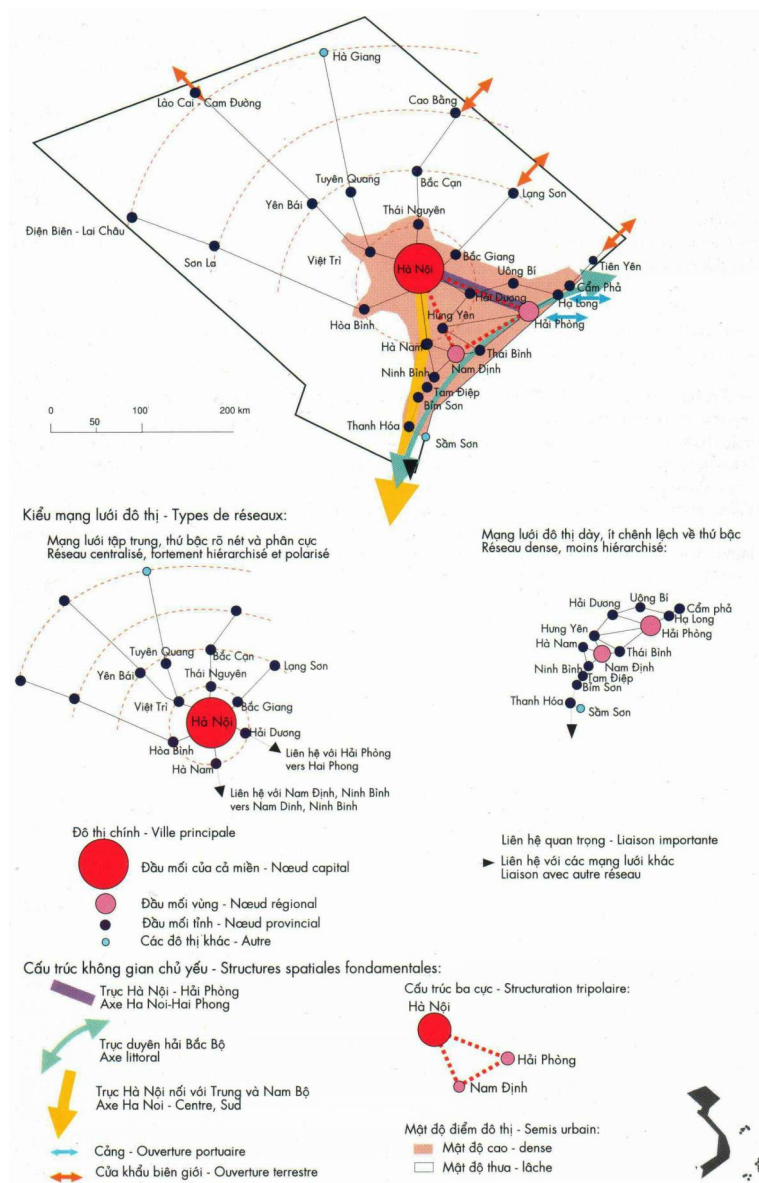 Hà Giang
Lào Cai - Cam Đường
Cao Bằng
Tuyên Quang
Bắc Cạn
Yên Bái
Lạng Sơn
Thái Nguyên
Điện Biên - Lai Châu
Sơn La
Việt Trì
Bắc Giang
Hà Nội
Uông Bí
Tiên Yên
Cẩm Phả
Hải Dương
Hạ Long
Hòa Bình
Hưng Yên
Hải Phòng
Hà Nam
Thái Bình
Ninh Bình
Nam Định
Tam Điệp
Bỉm Sơn
Thanh Hóa
Sầm Sơn
0 50 100 200 km
Kiểu mạng lưới đô thị - Types de réseaux:
Mạng lưới tập trung, thứ bậc rõ nét và phân cực
Réseau centralisé, fortement hiérarchisé et polarisé
Tuyên Quang
Bắc Cạn
Yên Bái
Thái Nguyên
Lạng Sơn
Việt Trì
Bắc Giang
Hà Nội
Hải Dương
Hòa Bình
Hà Nam
Liên hệ với Hải Phòng
vers Hai Phong
Liên hệ với Nam Định, Ninh Bình
vers Nam Dinh, Ninh Binh
Mạng lưới đô thị dày, ít chênh lệch về thứ bậc
Réseau dense, moins hiérarchisé:
Uông Bí
Hải Dương
Cẩm phả
Hạ Long
Hưng Yên
Hải Phòng
Hà Nam
Thái Bình
Ninh Bình
Nam Định
Tam Điệp
Bỉm Sơn
Thanh Hóa
Sầm Sơn
Đô thị chính - Ville principale
Đầu mối của cả miền - Nœud capital
Đầu mối vùng - Nœud régional
Đầu mối tỉnh - Nœud provincial
Các đô thị khác - Autre
Liên hệ quan trọng - Liaison importante
Liên hệ với các mạng lưới khác
Liaison avec autre réseau
Cấu trúc không gian chủ yếu - Structures spatiales fondamentales:
Trục Hà Nội - Hải Phòng
Axe Ha Noi-Hai Phong
Trục duyên hải Bắc Bộ
Axe littoral
Trục Hà Nội nối với Trung và Nam Bộ
Axe Ha Noi - Centre, Sud
Cảng - Ouverture portuaire
Cửa khẩu biên giới - Ouverture terrestre
Cấu trúc ba cực - Structuration tripolaire:
Hà Nội
Hải Phòng
Nam Định
Mật độ điểm đô thị - Semis urbain:
Mật độ cao - dense
Mật độ thưa - lâche